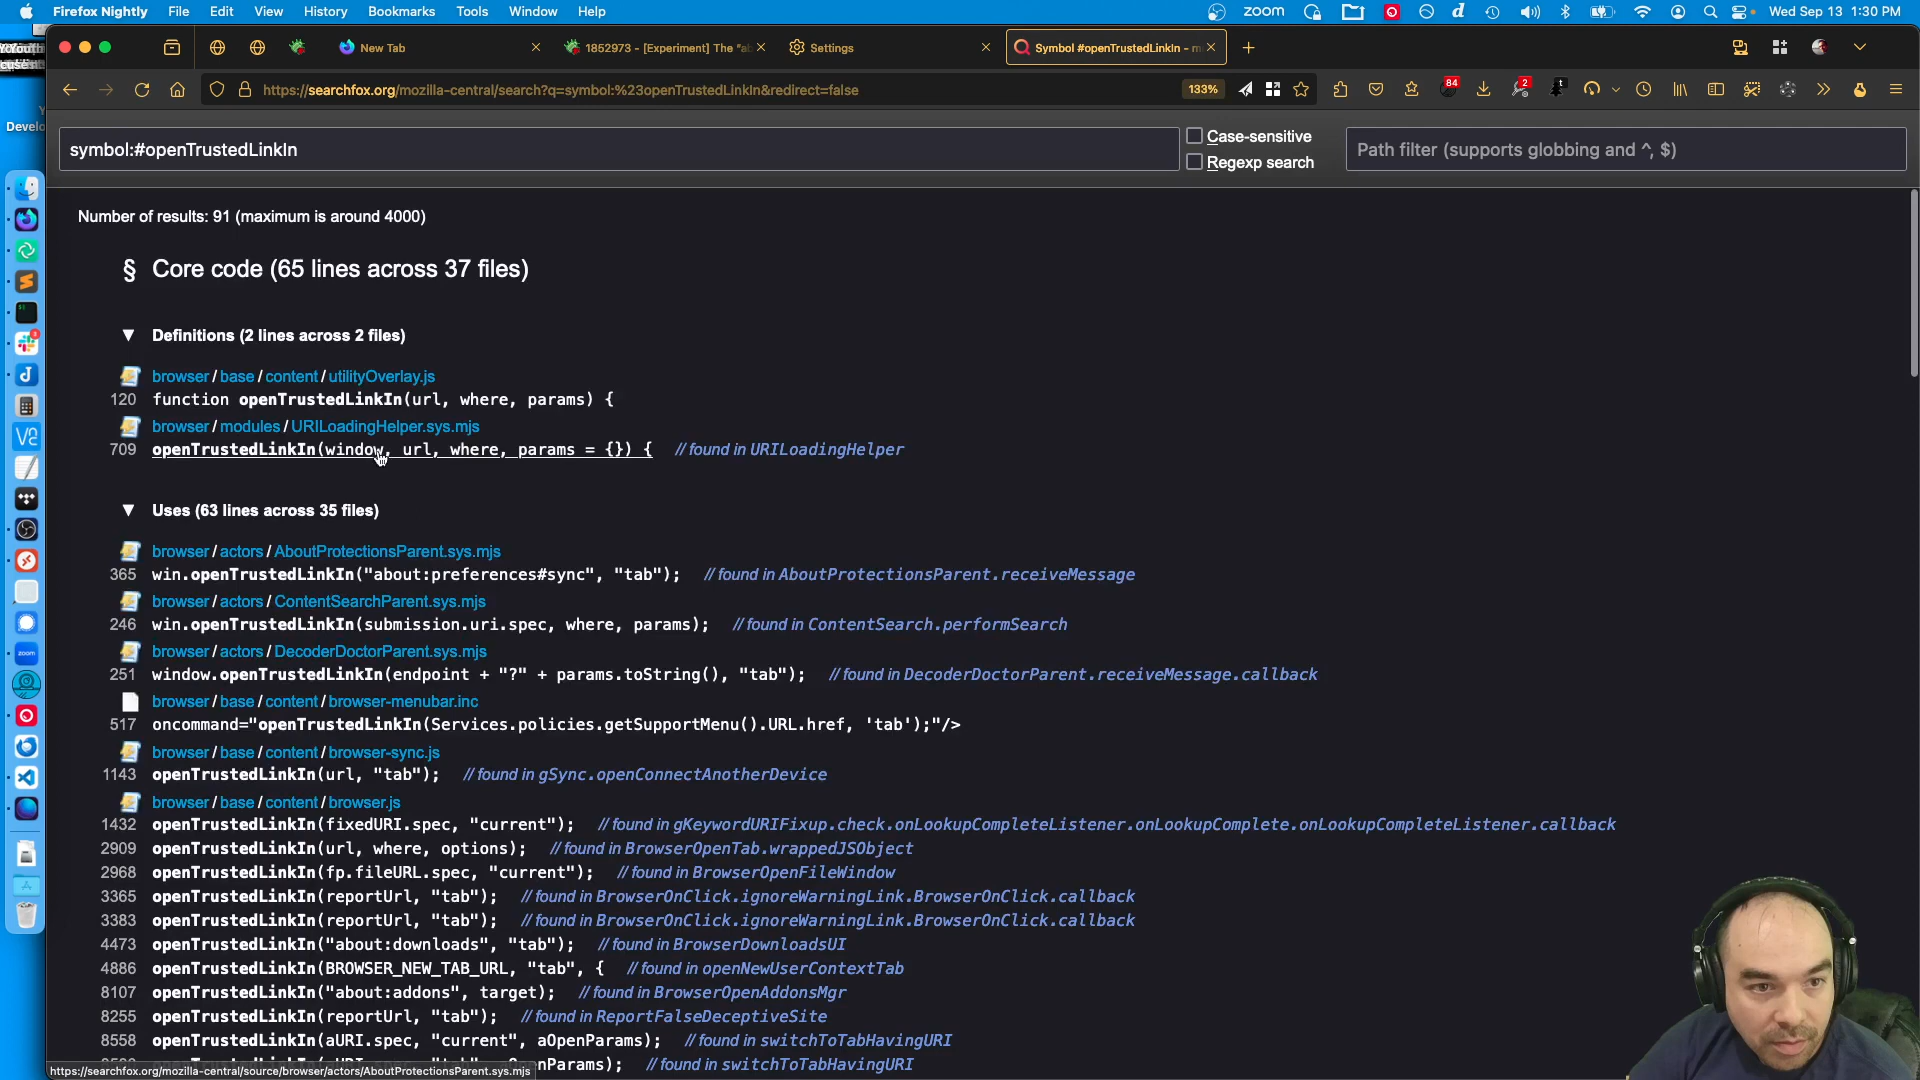 Firefox Nightly File Edit View History Bookmarks Tools Window Help zoom Wed Sep 13 1:30 PM
New Tab 1852973 - [Experiment] The "ab Settings Symbol #openTrustedLinkIn - m
https://searchfox.org/mozilla-central/search?q=symbol:%23openTrustedLinkIn&redirect=false 133% 84 2
Develo
symbol:#openTrustedLinkIn
Case-sensitive
Regexp search
Path filter (supports globbing and ^, $)
Number of results: 91 (maximum is around 4000)
§ Core code (65 lines across 37 files)
▼ Definitions (2 lines across 2 files)
browser/base/content/utilityOverlay.js
120 function openTrustedLinkIn(url, where, params) {
browser/modules/URILoadingHelper.sys.mjs
709 openTrustedLinkIn(window, url, where, params = {}) { // found in URILoadingHelper
▼ Uses (63 lines across 35 files)
browser/actors/AboutProtectionsParent.sys.mjs
365 win.openTrustedLinkIn("about:preferences#sync", "tab"); // found in AboutProtectionsParent.receiveMessage
browser/actors/ContentSearchParent.sys.mjs
246 win.openTrustedLinkIn(submission.uri.spec, where, params); // found in ContentSearch.performSearch
browser/actors/DecoderDoctorParent.sys.mjs
251 window.openTrustedLinkIn(endpoint + "?" + params.toString(), "tab"); // found in DecoderDoctorParent.receiveMessage.callback
browser/base/content/browser-menubar.inc
517 oncommand="openTrustedLinkIn(Services.policies.getSupportMenu().URL.href, 'tab');"/>
browser/base/content/browser-sync.js
1143 openTrustedLinkIn(url, "tab"); // found in gSync.openConnectAnotherDevice
browser/base/content/browser.js
1432 openTrustedLinkIn(fixedURI.spec, "current"); // found in gKeywordURIFixup.check.onLookupCompleteListener.onLookupComplete.onLookupCompleteListener.callback
2909 openTrustedLinkIn(url, where, options); // found in BrowserOpenTab.wrappedJSObject
2968 openTrustedLinkIn(fp.fileURL.spec, "current"); // found in BrowserOpenFileWindow
3365 openTrustedLinkIn(reportUrl, "tab"); // found in BrowserOnClick.ignoreWarningLink.BrowserOnClick.callback
3383 openTrustedLinkIn(reportUrl, "tab"); // found in BrowserOnClick.ignoreWarningLink.BrowserOnClick.callback
4473 openTrustedLinkIn("about:downloads", "tab"); // found in BrowserDownloadsUI
4886 openTrustedLinkIn(BROWSER_NEW_TAB_URL, "tab", { // found in openNewUserContextTab
8107 openTrustedLinkIn("about:addons", target); // found in BrowserOpenAddonsMgr
8255 openTrustedLinkIn(reportUrl, "tab"); // found in ReportFalseDeceptiveSite
8558 openTrustedLinkIn(aURI.spec, "current", aOpenParams); // found in switchToTabHavingURI
// found in switchToTabHavingURI
https://searchfox.org/mozilla-central/source/browser/actors/AboutProtectionsParent.sys.mjs